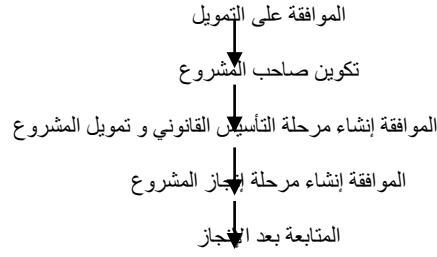 الموافقة على التمويل
تكوين صاحب المشروع
الموافقة إنشاء مرحلة التأسيس القانوني و تمويل المشروع
الموافقة إنشاء مرحلة إنجاز المشروع
المتابعة بعد الإنجاز